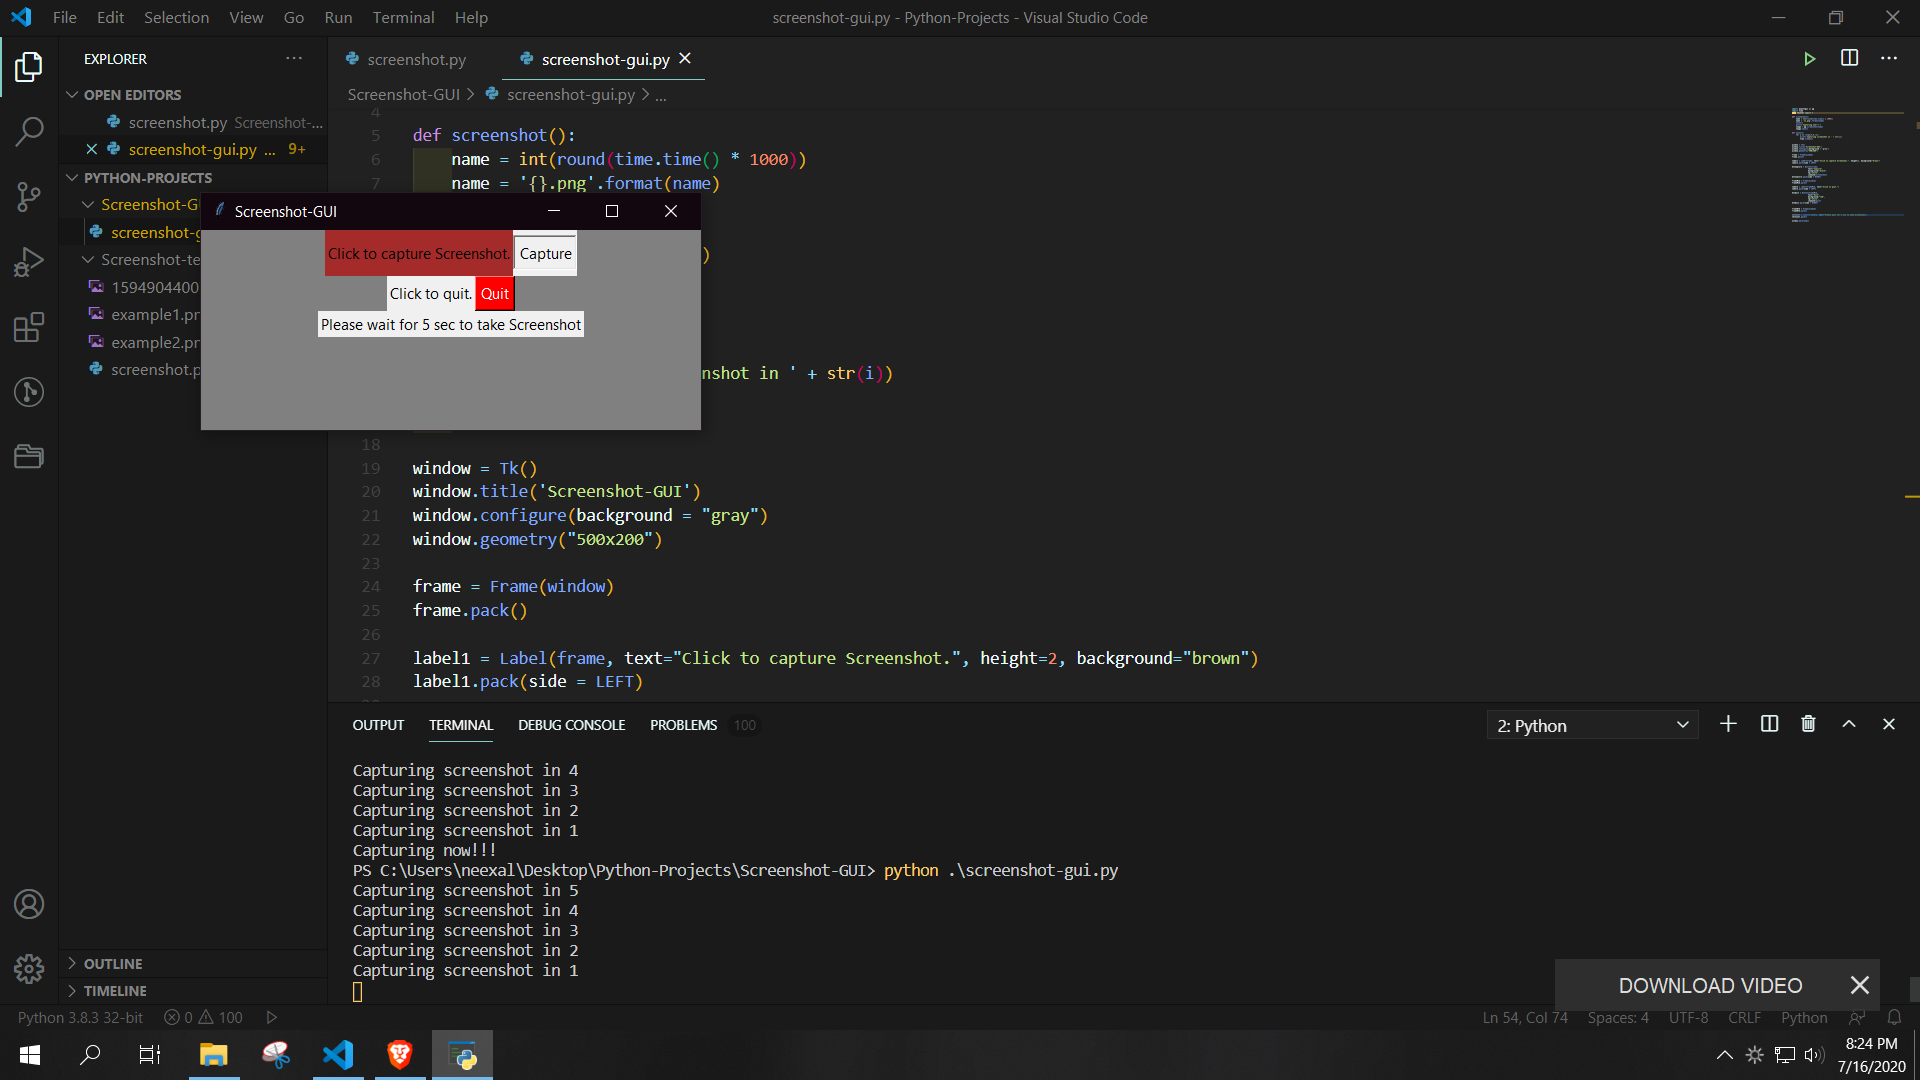 File Edit Selection View Go Run Terminal Help
screenshot-gui.py - Python-Projects - Visual Studio Code
EXPLORER
OPEN EDITORS
screenshot.py Screenshot-...
screenshot-gui.py ... 9+
PYTHON-PROJECTS
Screenshot-GU
screenshot-g
Screenshot-te
1594904400
example1.pn
example2.pn
screenshot.p
OUTLINE
TIMELINE
screenshot.py
screenshot-gui.py
Screenshot-GUI > screenshot-gui.py > ...
4
5 def screenshot():
6 name = int(round(time.time() * 1000))
7 name = '{}.png'.format(name)
)
nshot in ' + str(i))
18
19 window = Tk()
20 window.title('Screenshot-GUI')
21 window.configure(background = "gray")
22 window.geometry("500x200")
23
24 frame = Frame(window)
25 frame.pack()
26
27 label1 = Label(frame, text="Click to capture Screenshot.", height=2, background="brown")
28 label1.pack(side = LEFT)
Screenshot-GUI
Click to capture Screenshot. Capture
Click to quit. Quit
Please wait for 5 sec to take Screenshot
OUTPUT TERMINAL DEBUG CONSOLE PROBLEMS 100
2: Python
Capturing screenshot in 4
Capturing screenshot in 3
Capturing screenshot in 2
Capturing screenshot in 1
Capturing now!!!
PS C:\Users\neexal\Desktop\Python-Projects\Screenshot-GUI> python .\screenshot-gui.py
Capturing screenshot in 5
Capturing screenshot in 4
Capturing screenshot in 3
Capturing screenshot in 2
Capturing screenshot in 1
DOWNLOAD VIDEO
Python 3.8.3 32-bit 0 100
Ln 54, Col 74 Spaces: 4 UTF-8 CRLF Python
8:24 PM
7/16/2020